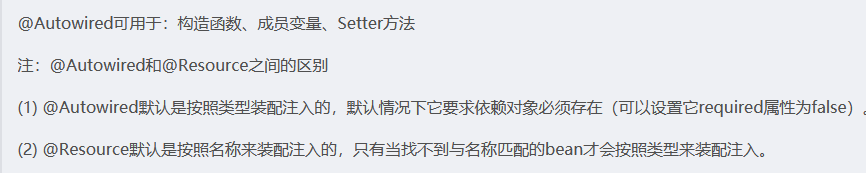 @Autowired可用于：构造函数、成员变量、Setter方法
注：@Autowired和@Resource之间的区别
(1) @Autowired默认是按照类型装配注入的，默认情况下它要求依赖对象必须存在（可以设置它required属性为false）。
(2) @Resource默认是按照名称来装配注入的，只有当找不到与名称匹配的bean才会按照类型来装配注入。